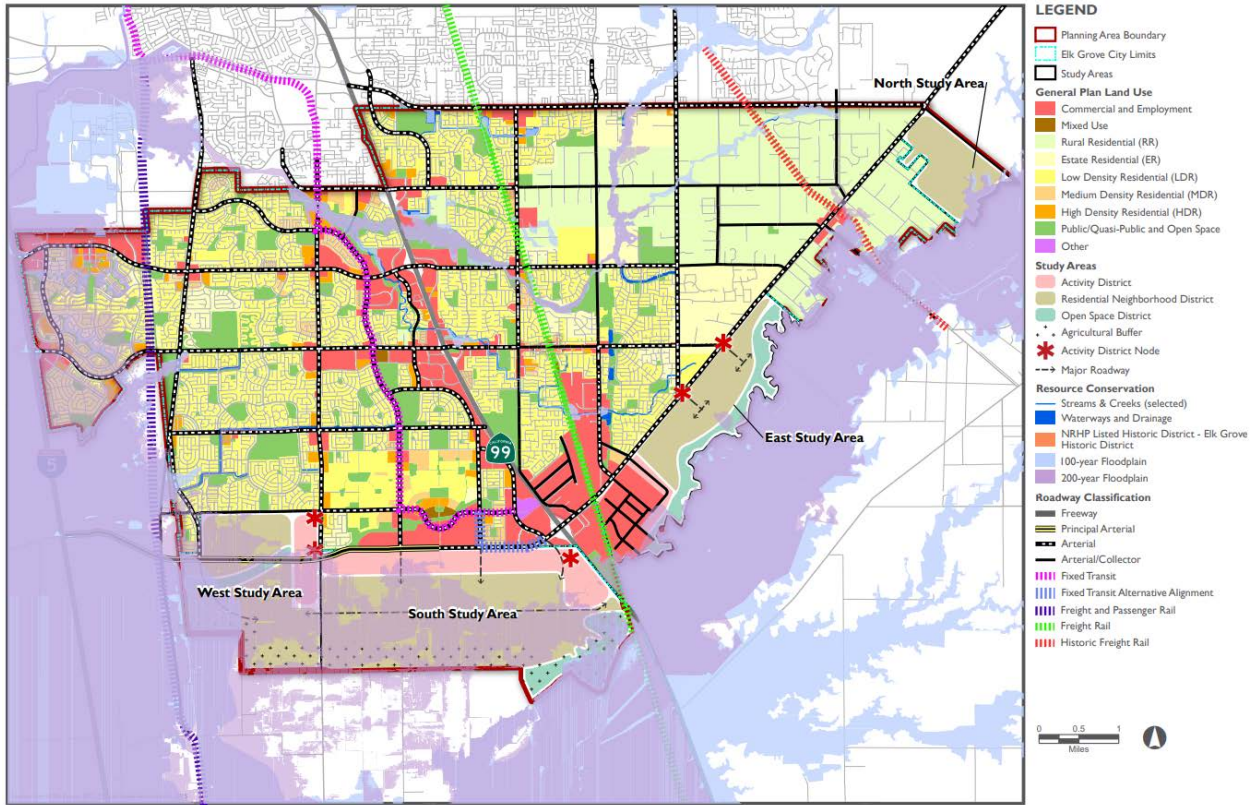 North Study Area
East Study Area
CALIFORNIA
99
5
West Study Area
South Study Area
LEGEND
Planning Area Boundary
Elk Grove City Limits
Study Areas
General Plan Land Use
Commercial and Employment
Mixed Use
Rural Residential (RR)
Estate Residential (ER)
Low Density Residential (LDR)
Medium Density Residential (MDR)
High Density Residential (HDR)
Public/Quasi-Public and Open Space
Other
Study Areas
Activity District
Residential Neighborhood District
Open Space District
Agricultural Buffer
Activity District Node
Major Roadway
Resource Conservation
Streams & Creeks (selected)
Waterways and Drainage
NRHP Listed Historic District - Elk Grove
Historic District
100-year Floodplain
200-year Floodplain
Roadway Classification
Freeway
Principal Arterial
Arterial
Arterial/Collector
Fixed Transit
Fixed Transit Alternative Alignment
Freight and Passenger Rail
Freight Rail
Historic Freight Rail
0 0.5 1
Miles